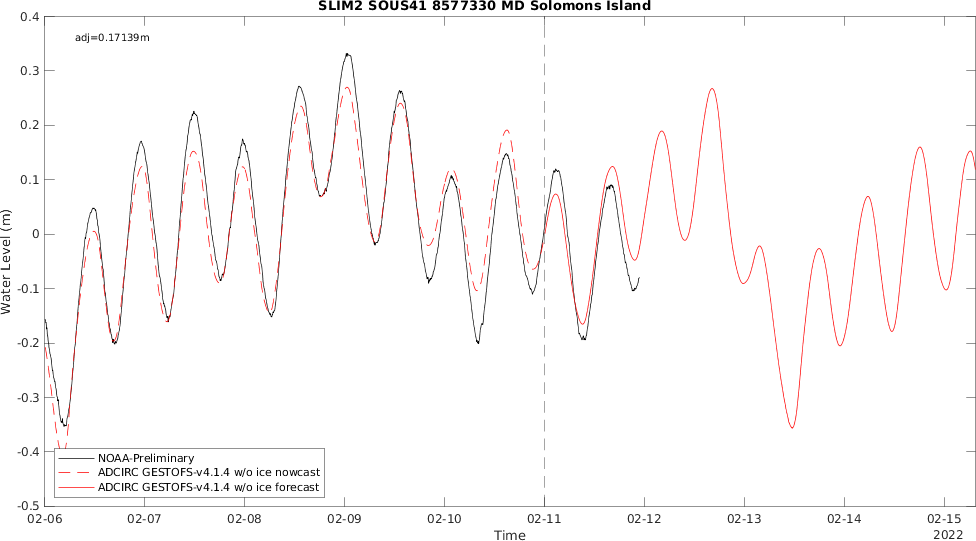 SLIM2 SOUS41 8577330 MD Solomons Island
adj=0.17139m
0.4
0.3
0.2
0.1
0
-0.1
-0.2
-0.3
-0.4
-0.5
Water Level (m)
NOAA-Preliminary
ADCIRC GESTOFS-v4.1.4 w/o ice nowcast
ADCIRC GESTOFS-v4.1.4 w/o ice forecast
02-06 02-07 02-08 02-09 02-10 02-11 02-12 02-13 02-14 02-15
Time
2022